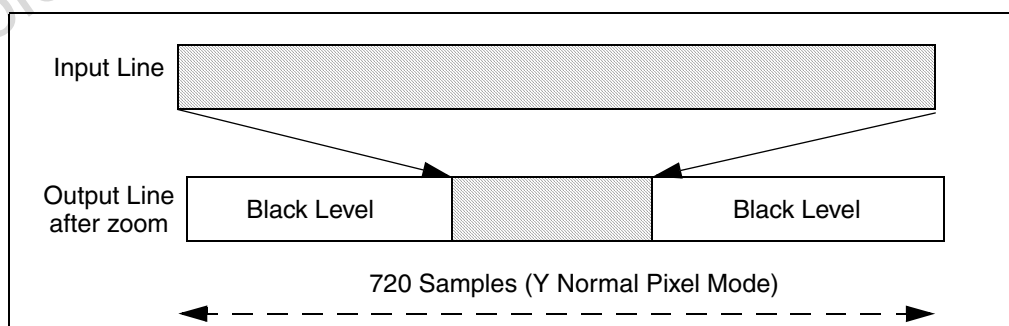 Input Line
Output Line
after zoom
Black Level
Black Level
720 Samples (Y Normal Pixel Mode)